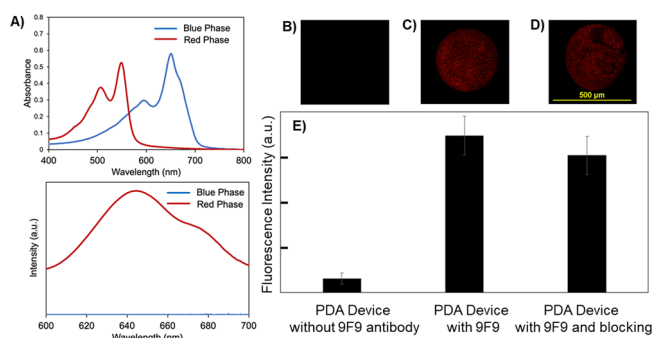 A)
Blue Phase
Red Phase
0.8
0.7
0.6
0.5
0.4
0.3
0.2
0.1
0
Absorbance
400 500 600 700 800
Wavelength (nm)
Blue Phase
Red Phase
Intensity (a.u.)
600 620 640 660 680 700
Wavelength (nm)
B)
C)
D)
500 µm
E)
Fluorescence Intensity (a.u.)
PDA Device
without 9F9 antibody
PDA Device
with 9F9
PDA Device
with 9F9 and blocking